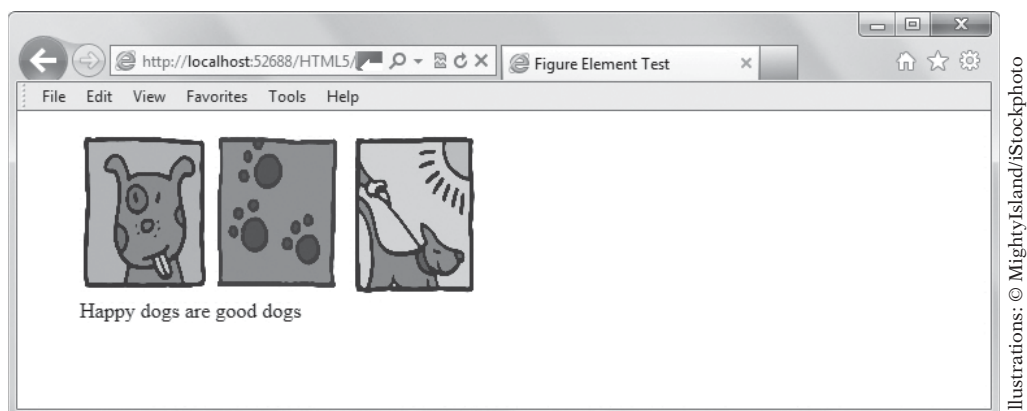 http://localhost:52688/HTML5/
Figure Element Test
File Edit View Favorites Tools Help
Happy dogs are good dogs
llustrations: © MightyIsland/iStockphoto